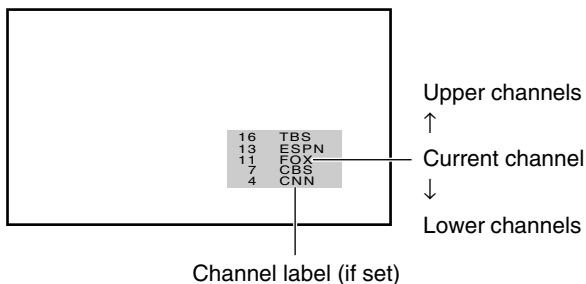 16 TBS
13 ESPN
11 FOX
7 CBS
4 CNN
Upper channels
↑
Current channel
↓
Lower channels
Channel label (if set)